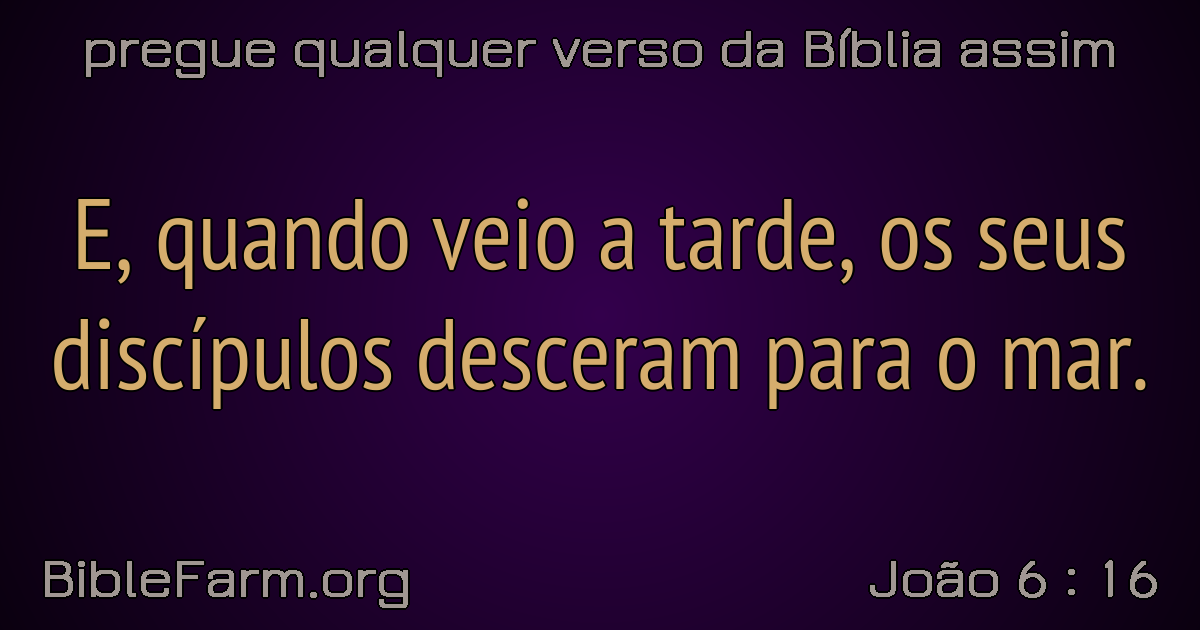 pregue qualquer verso da Bíblia assim
E, quando veio a tarde, os seus
discípulos desceram para o mar.
BibleFarm.org
João 6 : 16